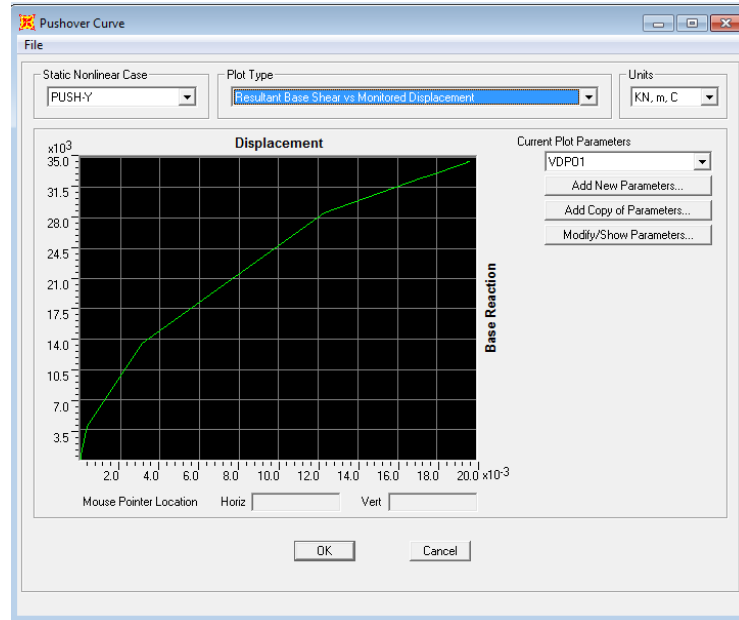 Pushover Curve
File
Static Nonlinear Case
PUSH-Y
Plot Type
Resultant Base Shear vs Monitored Displacement
Units
KN, m, C
Displacement
x10³
35.0
31.5
28.0
24.5
21.0
17.5
14.0
10.5
7.0
3.5
2.0 4.0 6.0 8.0 10.0 12.0 14.0 16.0 18.0 20.0 x10-3
Base Reaction
Current Plot Parameters
VDPO1
Add New Parameters...
Add Copy of Parameters...
Modify/Show Parameters...
Mouse Pointer Location Horiz Vert
OK Cancel